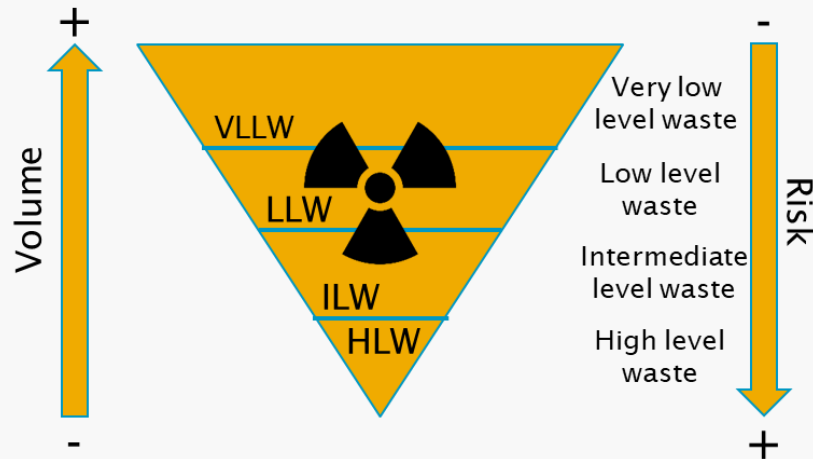 +
Volume
-
VLLW
LLW
ILW
HLW
Very low
level waste
Low level
waste
Intermediate
level waste
High level
waste
-
Risk
+